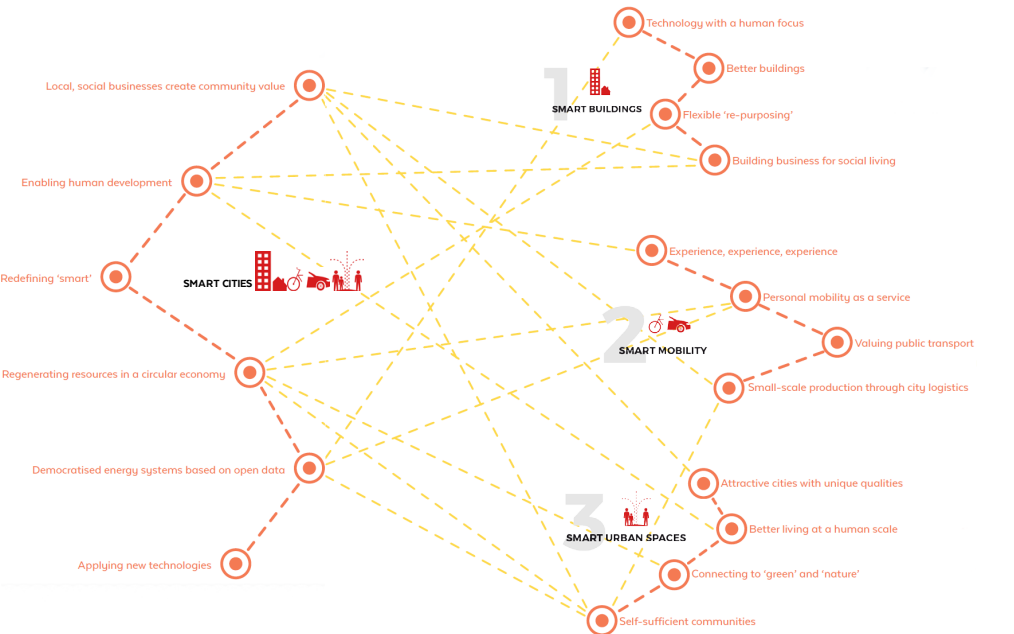 Technology with a human focus
Better buildings
Local, social businesses create community value
1
SMART BUILDINGS
Flexible ‘re-purposing’
Building business for social living
Enabling human development
Experience, experience, experience
Redefining ‘smart’
SMART CITIES
Personal mobility as a service
2
SMART MOBILITY
Valuing public transport
Regenerating resources in a circular economy
Small-scale production through city logistics
Democratised energy systems based on open data
Attractive cities with unique qualities
3
SMART URBAN SPACES
Better living at a human scale
Applying new technologies
Connecting to ‘green’ and ‘nature’
Self-sufficient communities